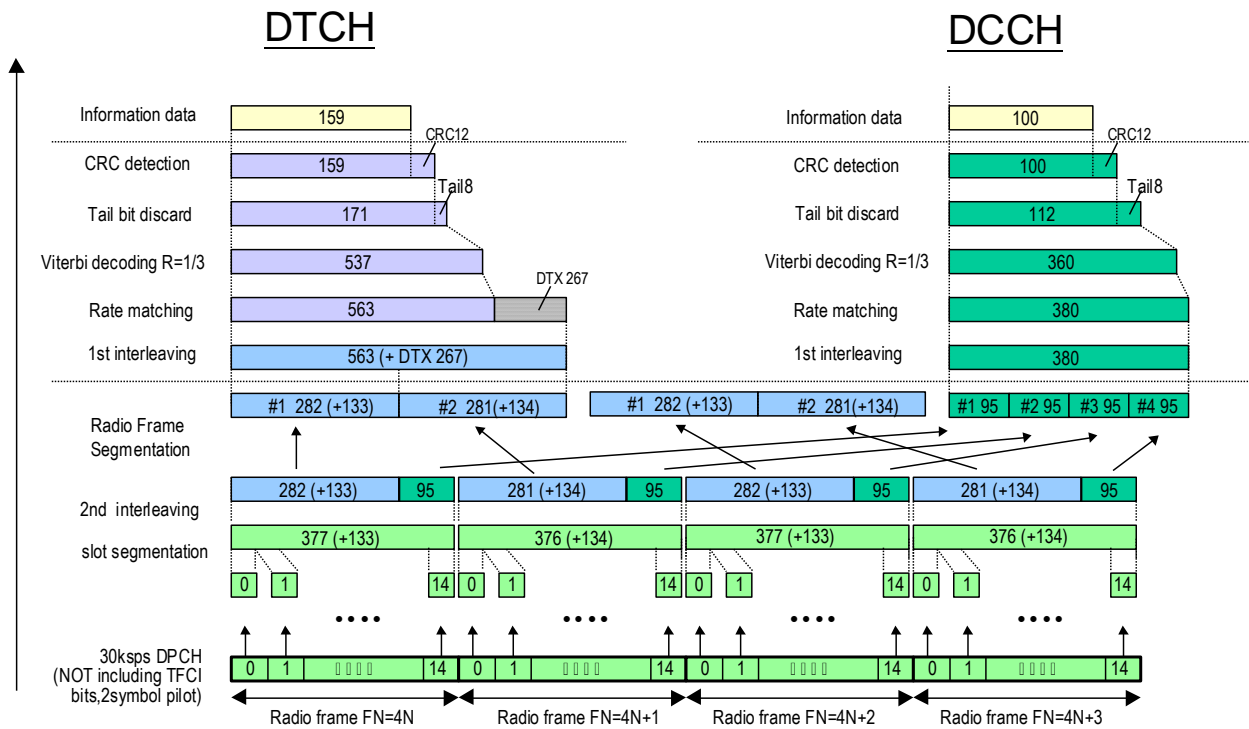 DTCH
DCCH
Information data
159
Information data
100
CRC12
CRC12
CRC detection
159
CRC detection
100
Tail8
Tail8
Tail bit discard
171
Tail bit discard
112
Viterbi decoding R=1/3
537
Viterbi decoding R=1/3
360
DTX 267
Rate matching
563
Rate matching
380
1st interleaving
563 (+ DTX 267)
1st interleaving
380
#1 282 (+133)
#2 281(+134)
#1 282 (+133)
#2 281(+134)
#1 95
#2 95
#3 95
#4 95
Radio Frame
Segmentation
282 (+133)
95
281 (+134)
95
282 (+133)
95
281 (+134)
95
2nd interleaving
377 (+133)
376 (+134)
377 (+133)
376 (+134)
slot segmentation
0 1 14
0 1 14
0 1 14
0 1 14
30ksps DPCH
(NOT including TFCI
bits,2symbol pilot)
0 1 14
0 1 14
0 1 14
0 1 14
Radio frame FN=4N
Radio frame FN=4N+1
Radio frame FN=4N+2
Radio frame FN=4N+3